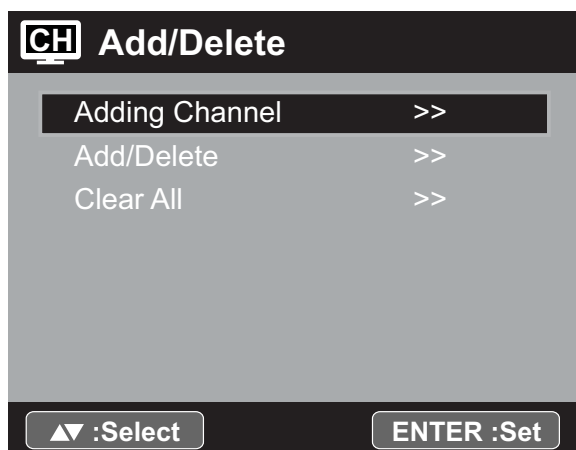 CH Add/Delete
Adding Channel >>
Add/Delete >>
Clear All >>
▲▼ :Select ENTER :Set